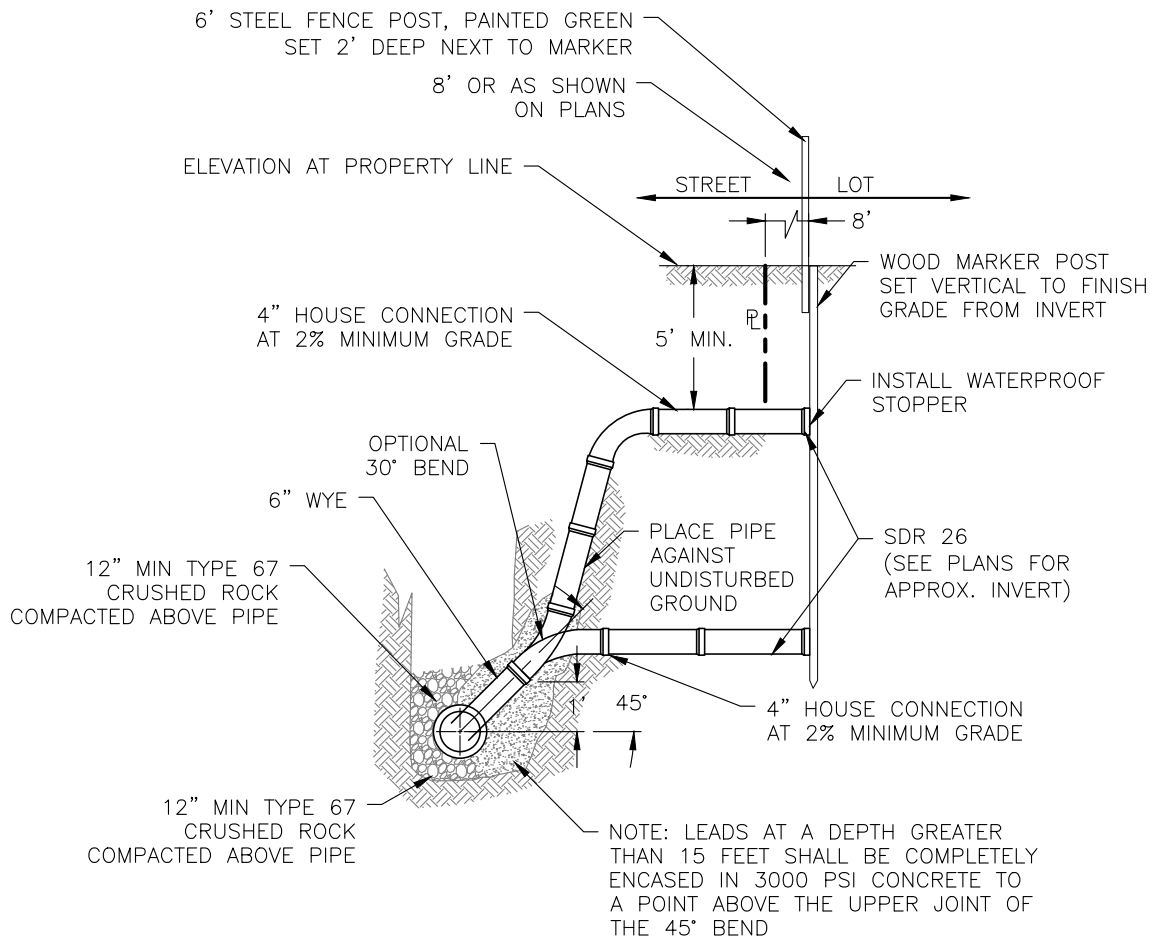 6' STEEL FENCE POST, PAINTED GREEN
SET 2' DEEP NEXT TO MARKER
8' OR AS SHOWN
ON PLANS
ELEVATION AT PROPERTY LINE
STREET
LOT
8'
WOOD MARKER POST
SET VERTICAL TO FINISH
GRADE FROM INVERT
4" HOUSE CONNECTION
AT 2% MINIMUM GRADE
5' MIN.
PL
INSTALL WATERPROOF
STOPPER
OPTIONAL
30° BEND
6" WYE
PLACE PIPE
AGAINST
UNDISTURBED
GROUND
SDR 26
(SEE PLANS FOR
APPROX. INVERT)
12" MIN TYPE 67
CRUSHED ROCK
COMPACTED ABOVE PIPE
1'
45°
4" HOUSE CONNECTION
AT 2% MINIMUM GRADE
12" MIN TYPE 67
CRUSHED ROCK
COMPACTED ABOVE PIPE
NOTE: LEADS AT A DEPTH GREATER
THAN 15 FEET SHALL BE COMPLETELY
ENCASED IN 3000 PSI CONCRETE TO
A POINT ABOVE THE UPPER JOINT OF
THE 45° BEND